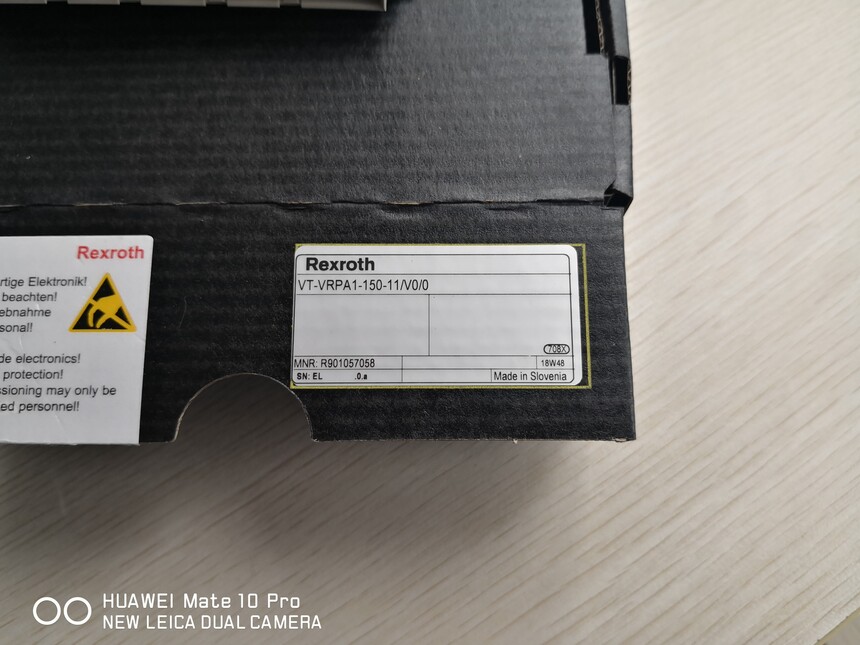 Rexroth
rtige Elektronik!
beachten!
ebnahme
sonal!
de electronics!
protection!
ssioning may only be
ed personnel!
Rexroth
VT-VRPA1-150-11/V0/0
70BX
MNR: R901057058
18W48
SN: EL .0.a
Made in Slovenia
HUAWEI Mate 10 Pro
NEW LEICA DUAL CAMERA